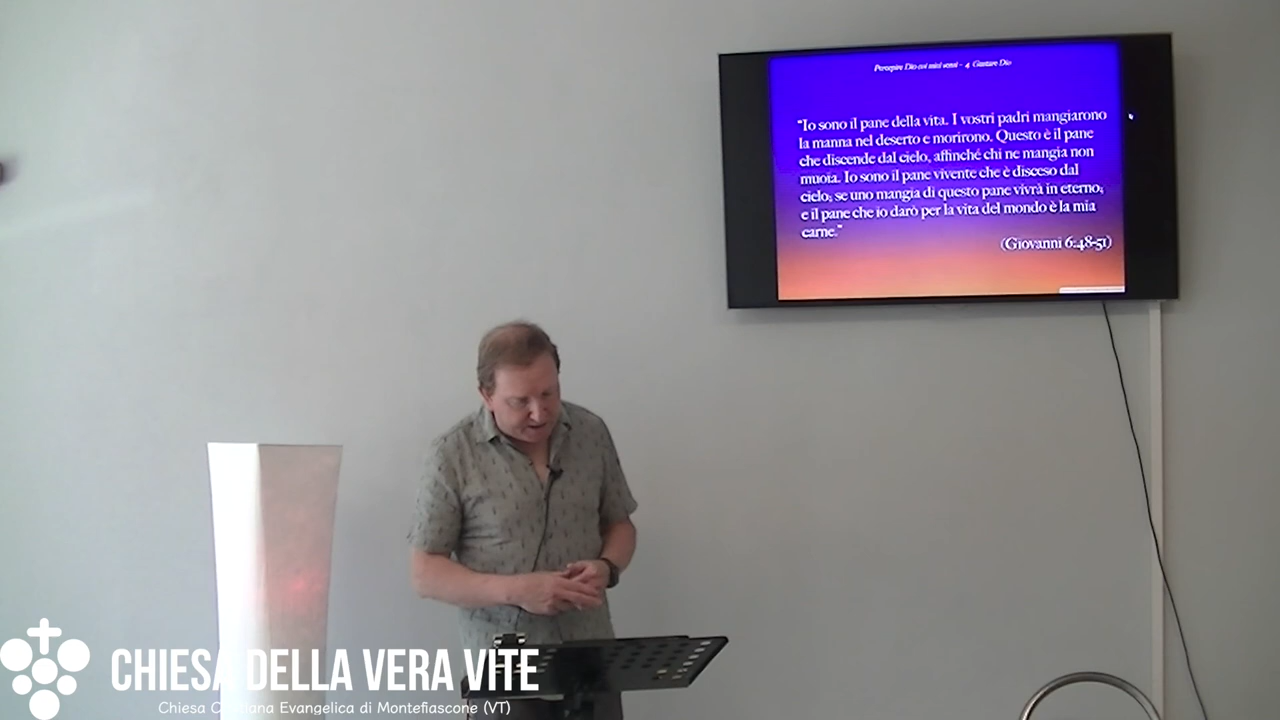 Percepire Dio coi miei sensi - 4. Gustare Dio
"Io sono il pane della vita. I vostri padri mangiarono
la manna nel deserto e morirono. Questo è il pane
che discende dal cielo, affinché chi ne mangia non
muoia. Io sono il pane vivente che è disceso dal
cielo; se uno mangia di questo pane vivrà in eterno;
e il pane che io darò per la vita del mondo è la mia
carne."
(Giovanni 6:48-51)
CHIESA DELLA VERA VITE
Chiesa Cristiana Evangelica di Montefiascone (VT)